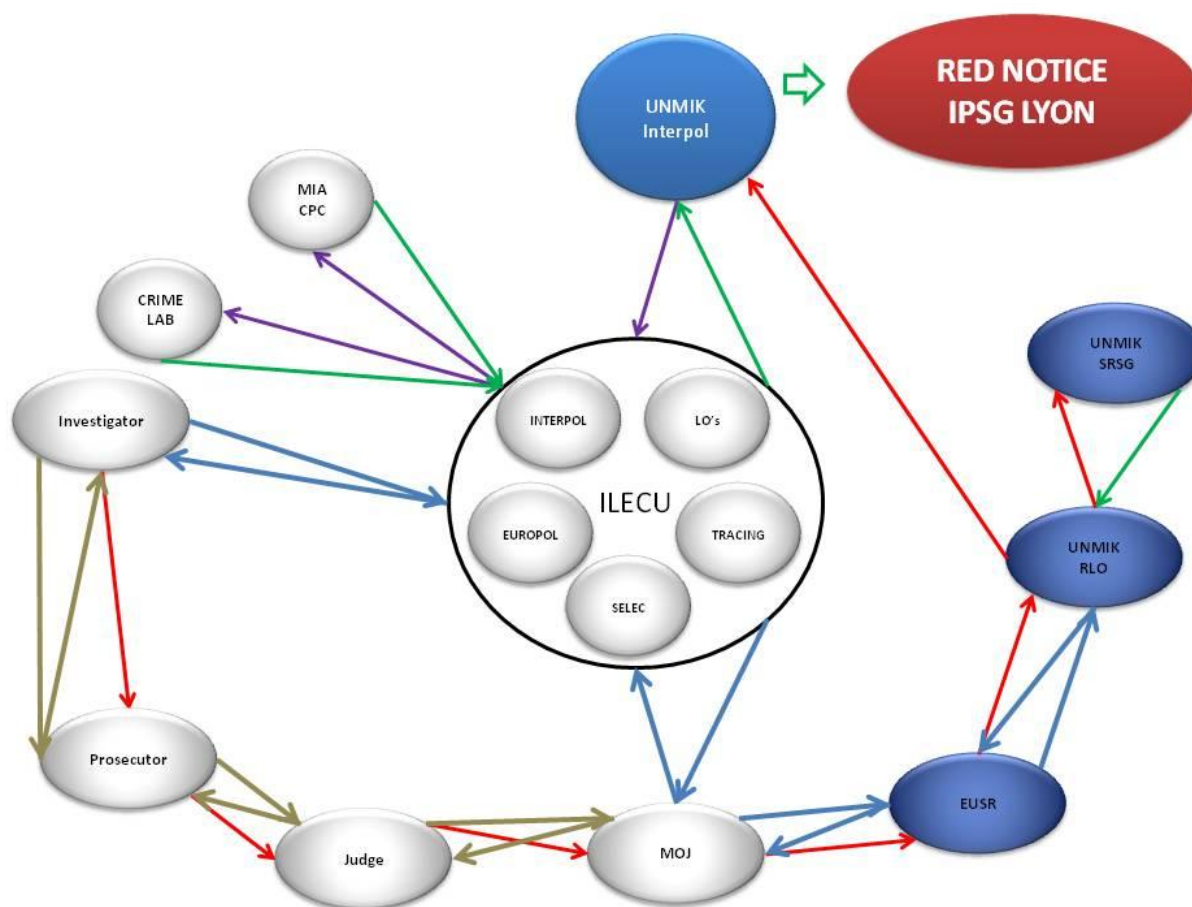 RED NOTICE
IPSG LYON
UNMIK
Interpol
MIA
CPC
CRIME
LAB
UNMIK
SRSG
Investigator
INTERPOL
LO's
ILECU
EUROPOL
TRACING
SELEC
UNMIK
RLO
Prosecutor
EUSR
Judge
MOJ